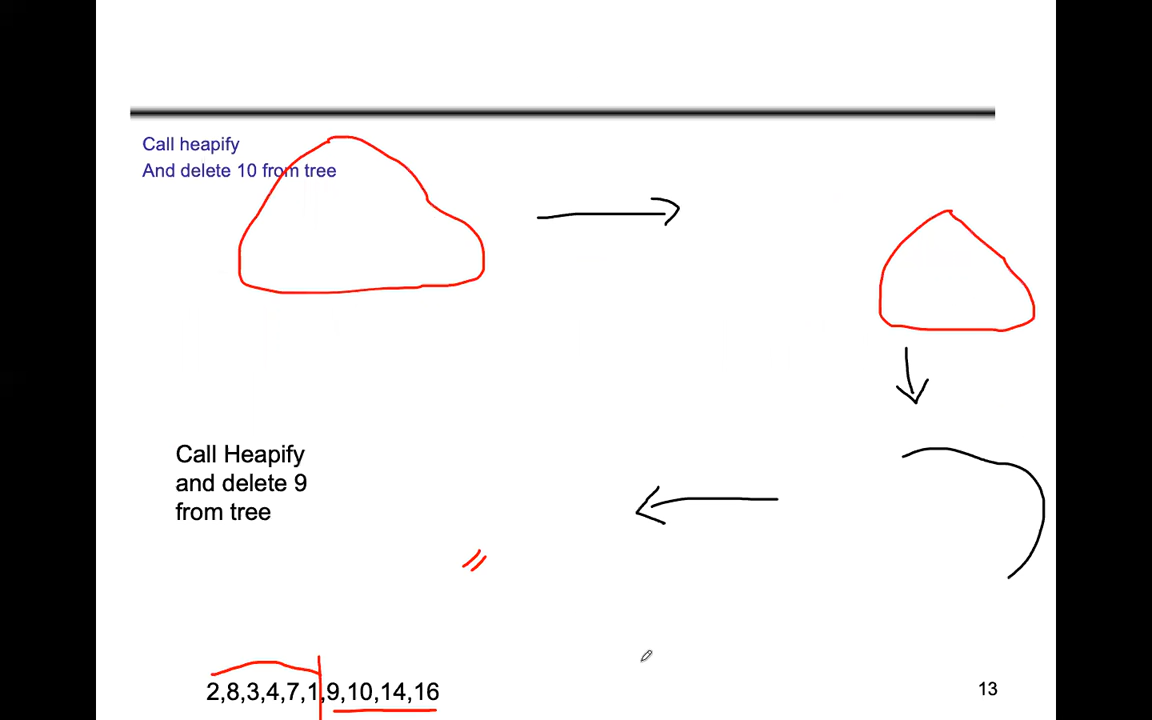 Call heapify
And delete 10 from tree
Call Heapify
and delete 9
from tree
2,8,3,4,7,1,9,10,14,16
13